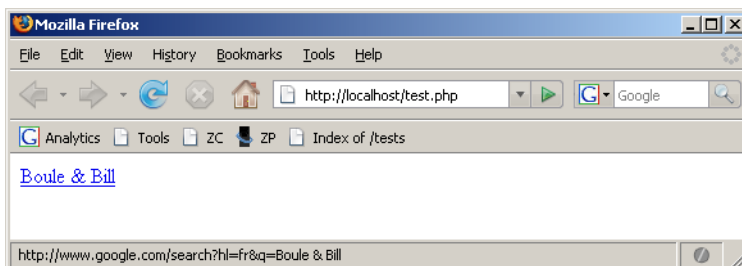 Mozilla Firefox
File Edit View History Bookmarks Tools Help
http://localhost/test.php G Google
G Analytics Tools ZC ZP Index of /tests
Boule & Bill
http://www.google.com/search?hl=fr&q=Boule & Bill